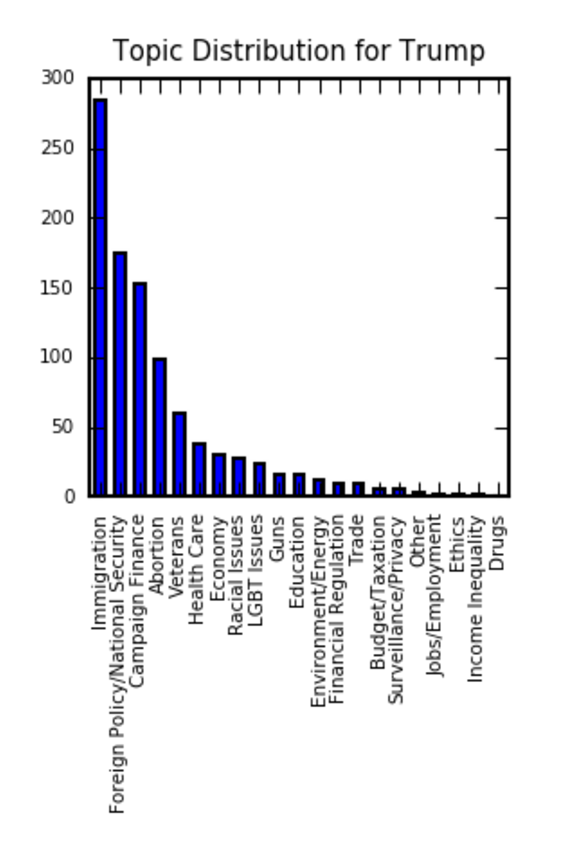 Topic Distribution for Trump
300
250
200
150
100
50
0
Immigration
Foreign Policy/National Security
Campaign Finance
Abortion
Veterans
Health Care
Economy
Racial Issues
LGBT Issues
Guns
Education
Environment/Energy
Financial Regulation
Trade
Budget/Taxation
Surveillance/Privacy
Other
Jobs/Employment
Ethics
Income Inequality
Drugs